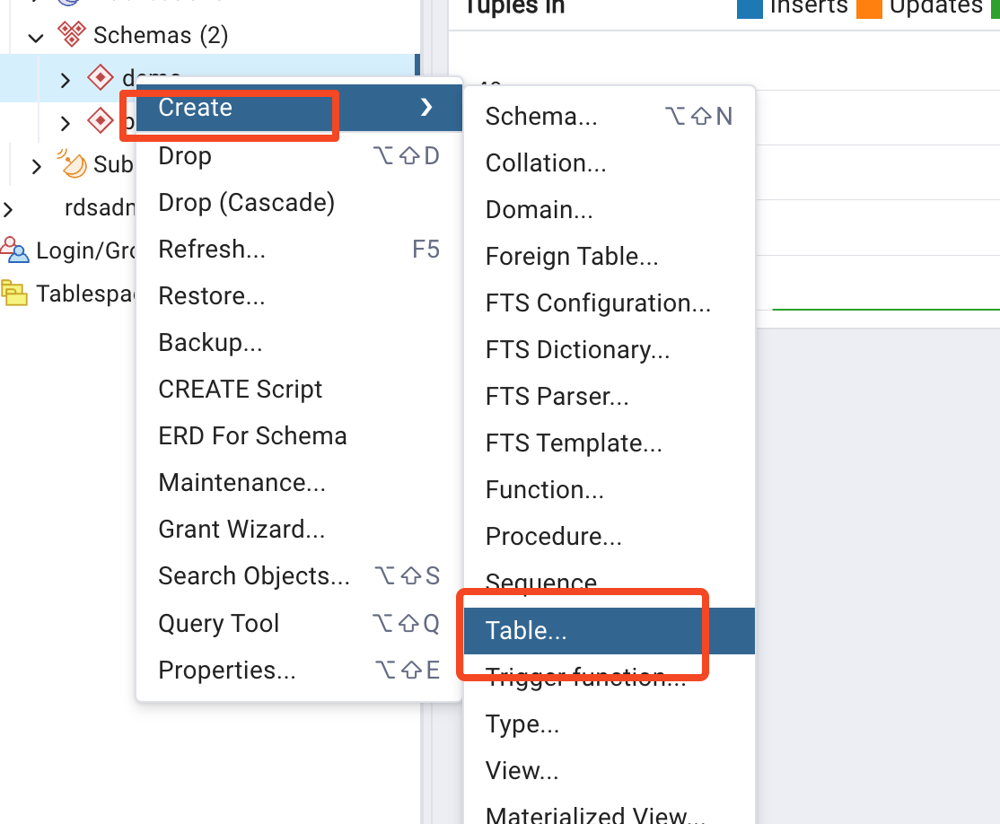 Tuples in
Inserts Updates
Schemas (2)
demo
Sub
rdsadn
Login/Gro
Tablespa
Create ❯
Drop ⌥⇧D
Drop (Cascade)
Refresh... F5
Restore...
Backup...
CREATE Script
ERD For Schema
Maintenance...
Grant Wizard...
Search Objects... ⌥⇧S
Query Tool ⌥⇧Q
Properties... ⌥⇧E
Schema... ⌥⇧N
Collation...
Domain...
Foreign Table...
FTS Configuration...
FTS Dictionary...
FTS Parser...
FTS Template...
Function...
Procedure...
Sequence
Table...
Trigger function...
Type...
View...
Materialized View...